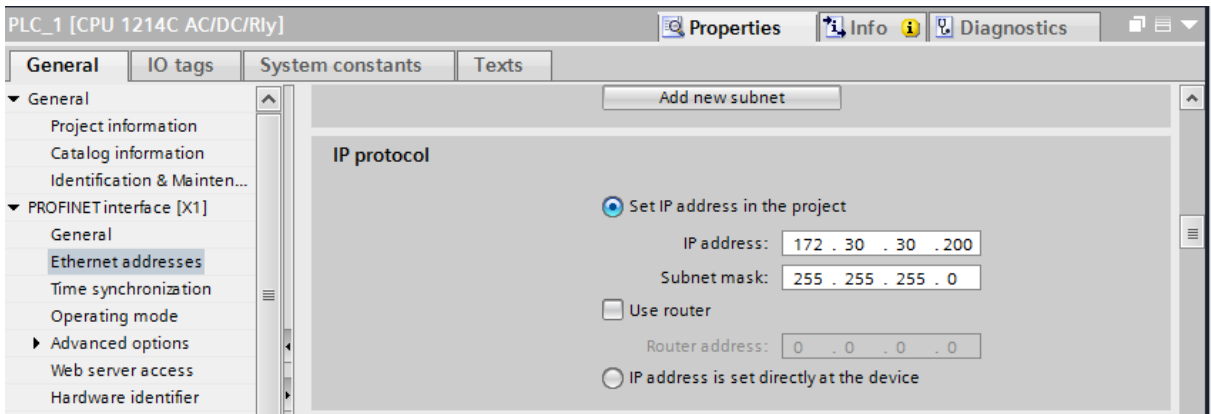 PLC_1 [CPU 1214C AC/DC/Rly]
Properties
Info
Diagnostics
General
IO tags
System constants
Texts
General
Project information
Catalog information
Identification & Mainten...
PROFINET interface [X1]
General
Ethernet addresses
Time synchronization
Operating mode
Advanced options
Web server access
Hardware identifier
Add new subnet
IP protocol
Set IP address in the project
IP address: 172 . 30 . 30 . 200
Subnet mask: 255 . 255 . 255 . 0
Use router
Router address: 0 . 0 . 0 . 0
IP address is set directly at the device